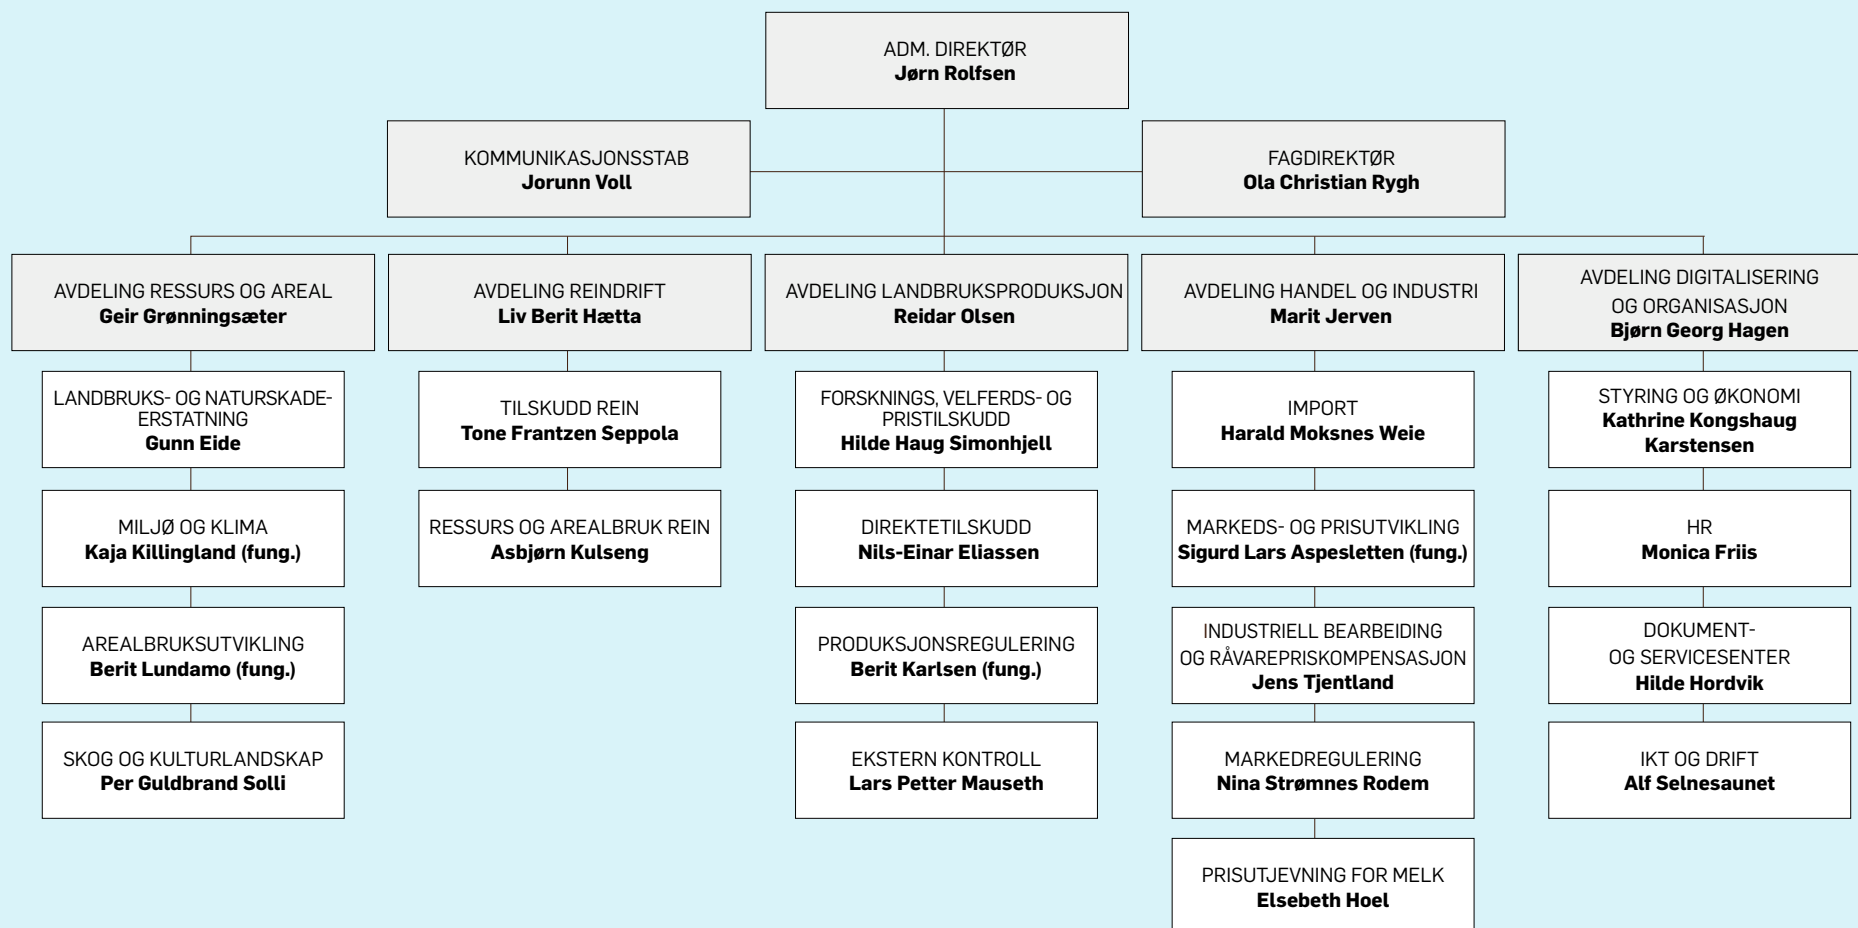 ADM. DIREKTØR
Jørn Rolfsen
KOMMUNIKASJONSSTAB
Jorunn Voll
FAGDIREKTØR
Ola Christian Rygh
AVDELING RESSURS OG AREAL
Geir Grønningsæter
AVDELING REINDRIFT
Liv Berit Hætta
AVDELING LANDBRUKSPRODUKSJON
Reidar Olsen
AVDELING HANDEL OG INDUSTRI
Marit Jerven
AVDELING DIGITALISERING
OG ORGANISASJON
Bjørn Georg Hagen
LANDBRUKS- OG NATURSKADE-
ERSTATNING
Gunn Eide
TILSKUDD REIN
Tone Frantzen Seppola
FORSKNINGS, VELFERDS- OG
PRISTILSKUDD
Hilde Haug Simonhjell
IMPORT
Harald Moksnes Weie
STYRING OG ØKONOMI
Kathrine Kongshaug
Karstensen
MILJØ OG KLIMA
Kaja Killingland (fung.)
RESSURS OG AREALBRUK REIN
Asbjørn Kulseng
DIREKTETILSKUDD
Nils-Einar Eliassen
MARKEDS- OG PRISUTVIKLING
Sigurd Lars Aspesletten (fung.)
HR
Monica Friis
AREALBRUKSUTVIKLING
Berit Lundamo (fung.)
PRODUKSJONSREGULERING
Berit Karlsen (fung.)
INDUSTRIELL BEARBEIDING
OG RÅVAREPRISKOMPENSASJON
Jens Tjentland
DOKUMENT-
OG SERVICESENTER
Hilde Hordvik
SKOG OG KULTURLANDSKAP
Per Guldbrand Solli
EKSTERN KONTROLL
Lars Petter Mauseth
MARKEDREGULERING
Nina Strømnes Rodem
IKT OG DRIFT
Alf Selnesaunet
PRISUTJEVNING FOR MELK
Elsebeth Hoel